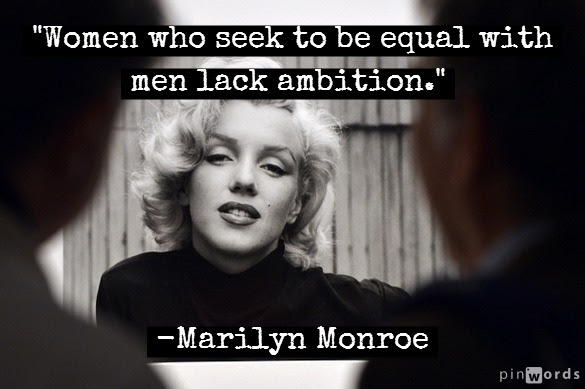 "Women who seek to be equal with
men lack ambition."
-Marilyn Monroe
pinwords